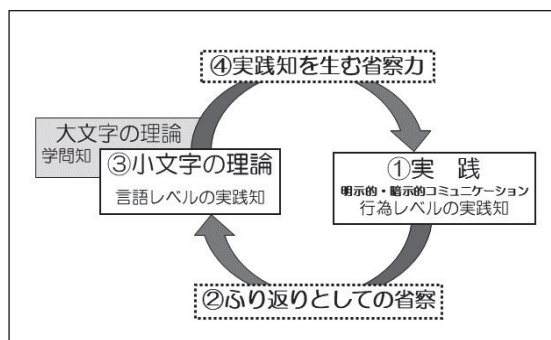 ④実践知を生む省察力
大文字の理論
学問知
③小文字の理論
言語レベルの実践知
①実　践
明示的・暗示的コミュニケーション
行為レベルの実践知
②ふり返りとしての省察